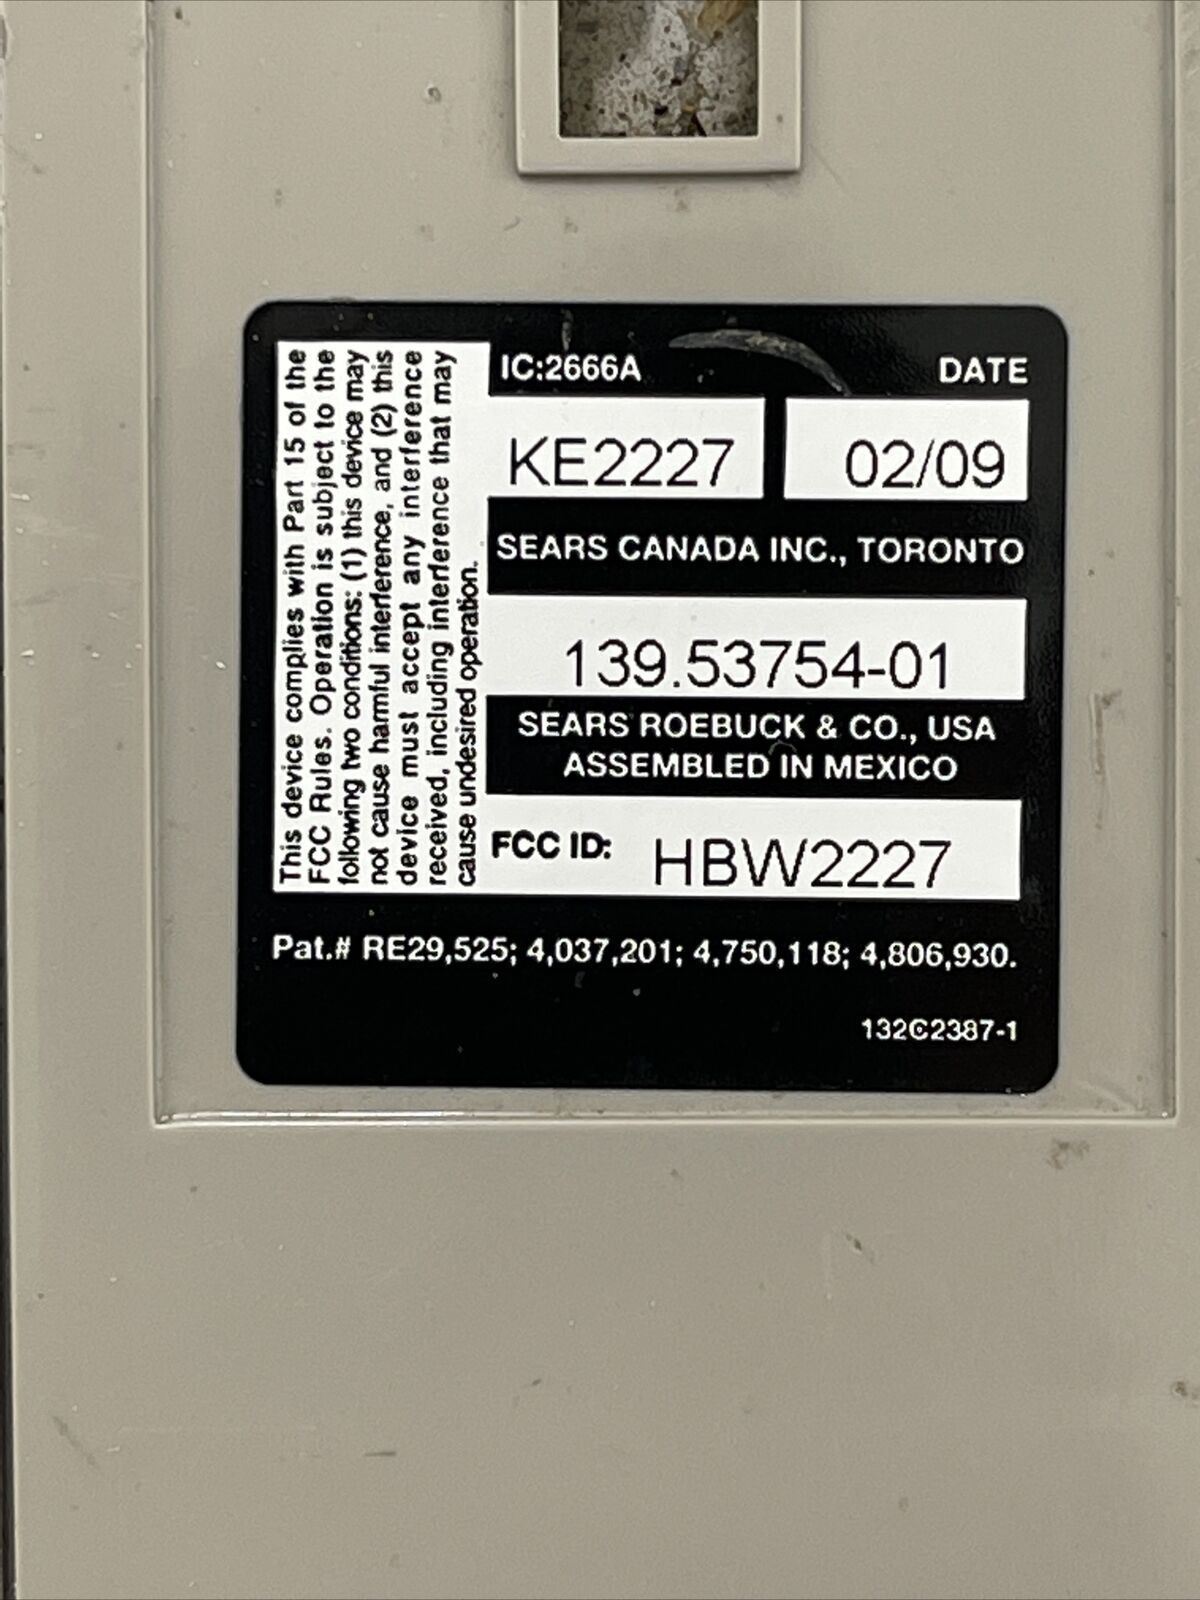 This device complies with Part 15 of the
FCC Rules. Operation is subject to the
following two conditions: (1) this device may
not cause harmful interference, and (2) this
device must accept any interference
received, including interference that may
cause undesired operation.
IC:2666A DATE
KE2227 02/09
SEARS CANADA INC., TORONTO
139.53754-01
SEARS ROEBUCK & CO., USA
ASSEMBLED IN MEXICO
FCC ID: HBW2227
Pat.# RE29,525; 4,037,201; 4,750,118; 4,806,930.
132C2387-1